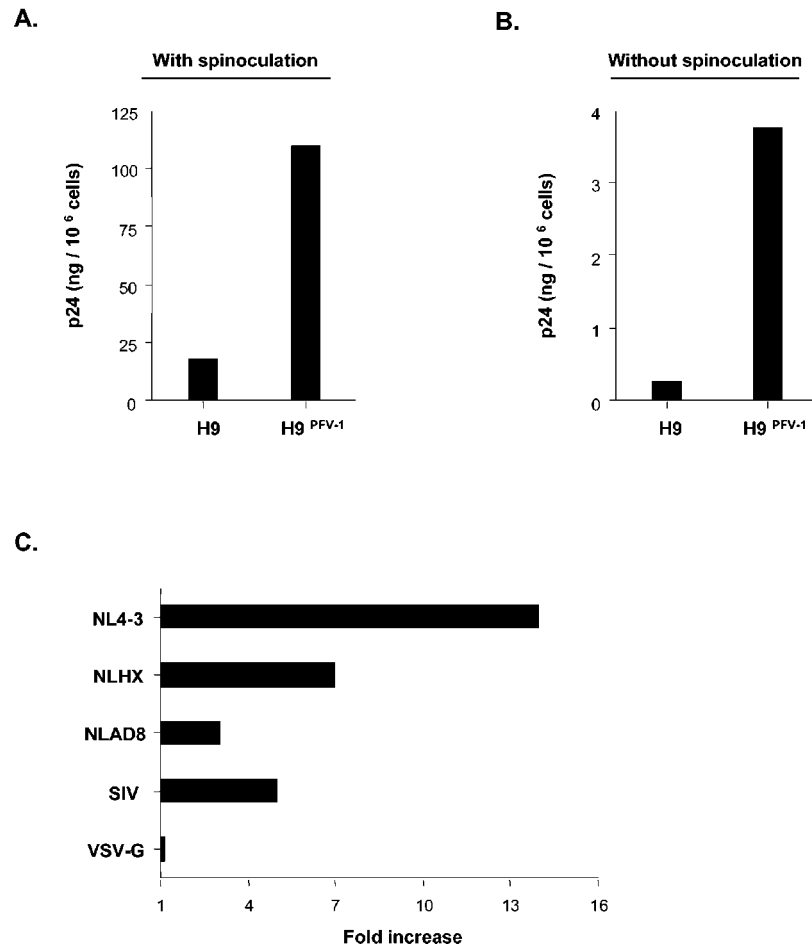 A.
B.
With spinoculation
Without spinoculation
125
100
75
50
25
0
p24 (ng / 10 6 cells)
H9
H9 PFV-1
4
3
2
1
0
p24 (ng / 10 6 cells)
H9
H9 PFV-1
C.
NL4-3
NLHX
NLAD8
SIV
VSV-G
1 4 7 10 13 16
Fold increase